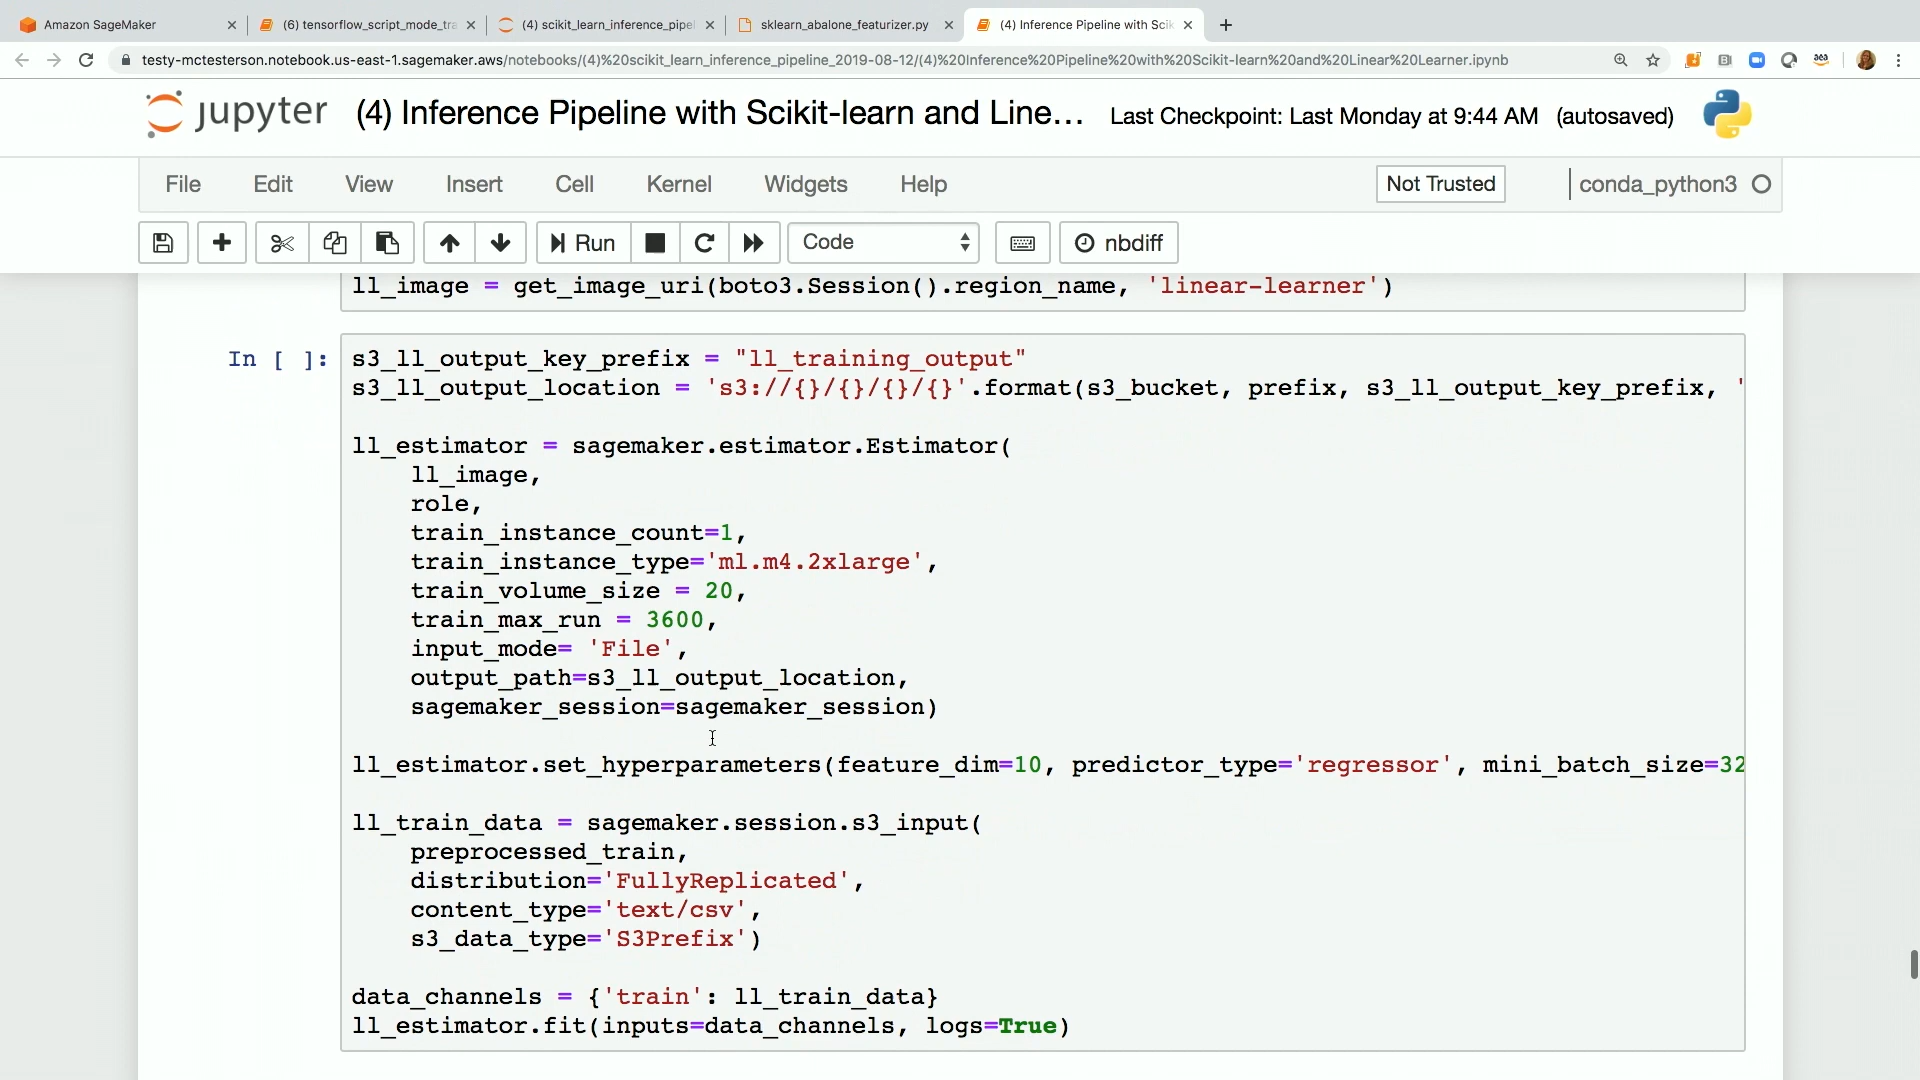 Amazon SageMaker
(6) tensorflow_script_mode_tra
(4) scikit_learn_inference_pipel
sklearn_abalone_featurizer.py
(4) Inference Pipeline with Scik
testy-mctesterson.notebook.us-east-1.sagemaker.aws/notebooks/(4)%20scikit_learn_inference_pipeline_2019-08-12/(4)%20Inference%20Pipeline%20with%20Scikit-learn%20and%20Linear%20Learner.ipynb
jupyter (4) Inference Pipeline with Scikit-learn and Line... Last Checkpoint: Last Monday at 9:44 AM (autosaved)
File Edit View Insert Cell Kernel Widgets Help Not Trusted conda_python3
Run Code nbdiff
ll_image = get_image_uri(boto3.Session().region_name, 'linear-learner')
In [ ]: s3_ll_output_key_prefix = "ll_training_output"
s3_ll_output_location = 's3://{}/{}/{}/{}'.format(s3_bucket, prefix, s3_ll_output_key_prefix, '
ll_estimator = sagemaker.estimator.Estimator(
ll_image,
role,
train_instance_count=1,
train_instance_type='ml.m4.2xlarge',
train_volume_size = 20,
train_max_run = 3600,
input_mode= 'File',
output_path=s3_ll_output_location,
sagemaker_session=sagemaker_session)
ll_estimator.set_hyperparameters(feature_dim=10, predictor_type='regressor', mini_batch_size=32
ll_train_data = sagemaker.session.s3_input(
preprocessed_train,
distribution='FullyReplicated',
content_type='text/csv',
s3_data_type='S3Prefix')
data_channels = {'train': ll_train_data}
ll_estimator.fit(inputs=data_channels, logs=True)